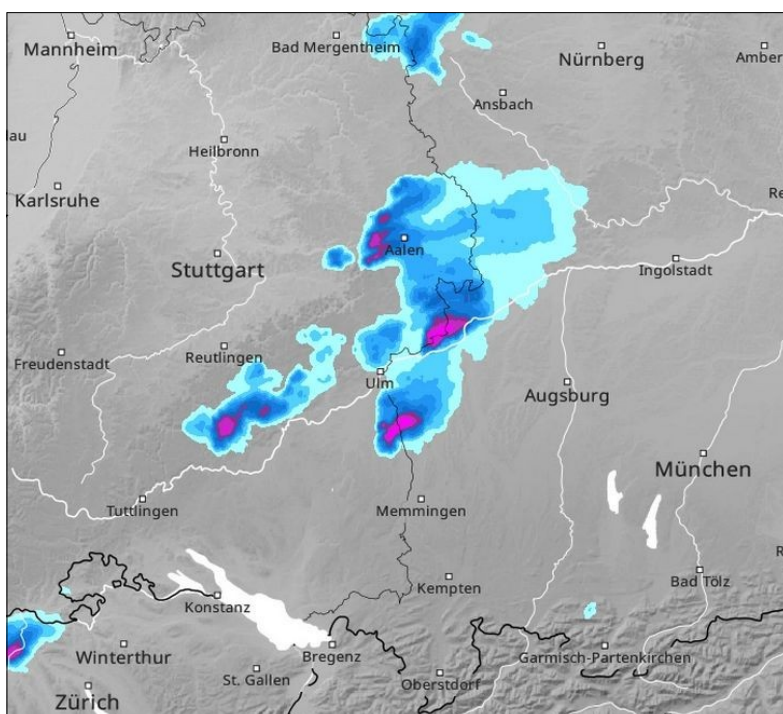 Mannheim
Bad Mergentheim
Nürnberg
Amber
Ansbach
lau
Heilbronn
Karlsruhe
Re
Aalen
Stuttgart
Ingolstadt
Freudenstadt
Reutlingen
Ulm
Augsburg
München
Tuttlingen
Memmingen
R
Kempten
Bad Tölz
Konstanz
Winterthur
Bregenz
Garmisch-Partenkirchen
St. Gallen
Oberstdorf
Zürich